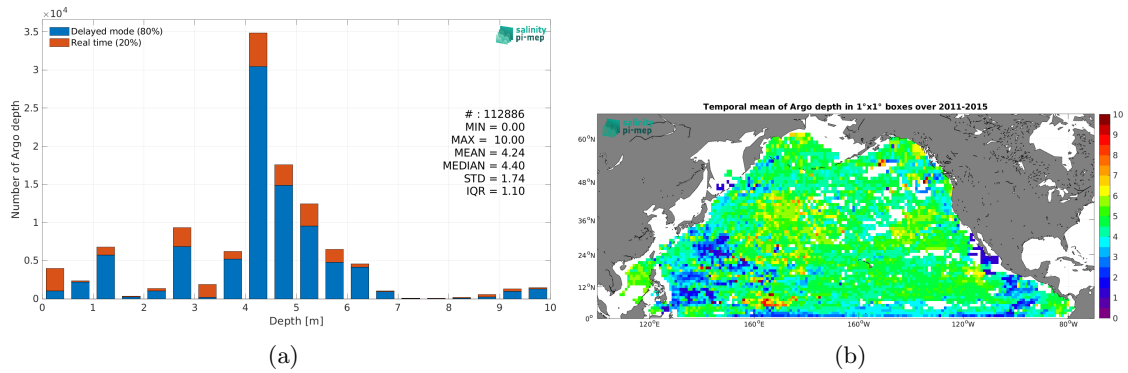 ×10⁴
3.5
3
2.5
2
1.5
1
0.5
0
Number of Argo depth
Delayed mode (80%)
Real time (20%)
salinity
pi-mep
# : 112886
MIN = 0.00
MAX = 10.00
MEAN = 4.24
MEDIAN = 4.40
STD = 1.74
IQR = 1.10
0 1 2 3 4 5 6 7 8 9 10
Depth [m]
(a)
Temporal mean of Argo depth in 1°x1° boxes over 2011-2015
salinity
pi-mep
60°N
48°N
36°N
24°N
12°N
0°
120°E 160°E 160°W 120°W 80°W
10
9
8
7
6
5
4
3
2
1
0
(b)